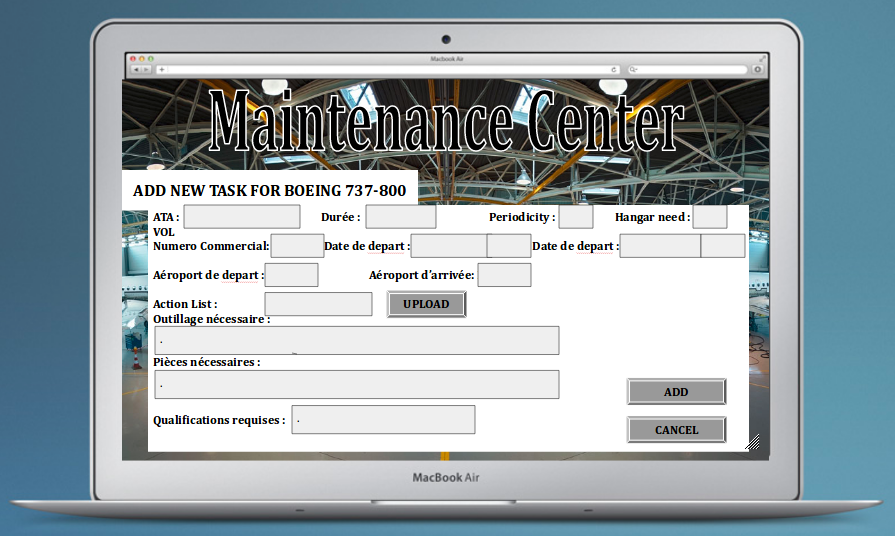 Macbook Air
Maintenance Center
ADD NEW TASK FOR BOEING 737-800
ATA : Durée : Periodicity : Hangar need :
VOL
Numero Commercial: Date de depart : Date de depart :
Aéroport de depart : Aéroport d’arrivée:
Action List : UPLOAD
Outillage nécessaire :
.
Pièces nécessaires :
.
ADD
Qualifications requises : .
CANCEL
MacBook Air